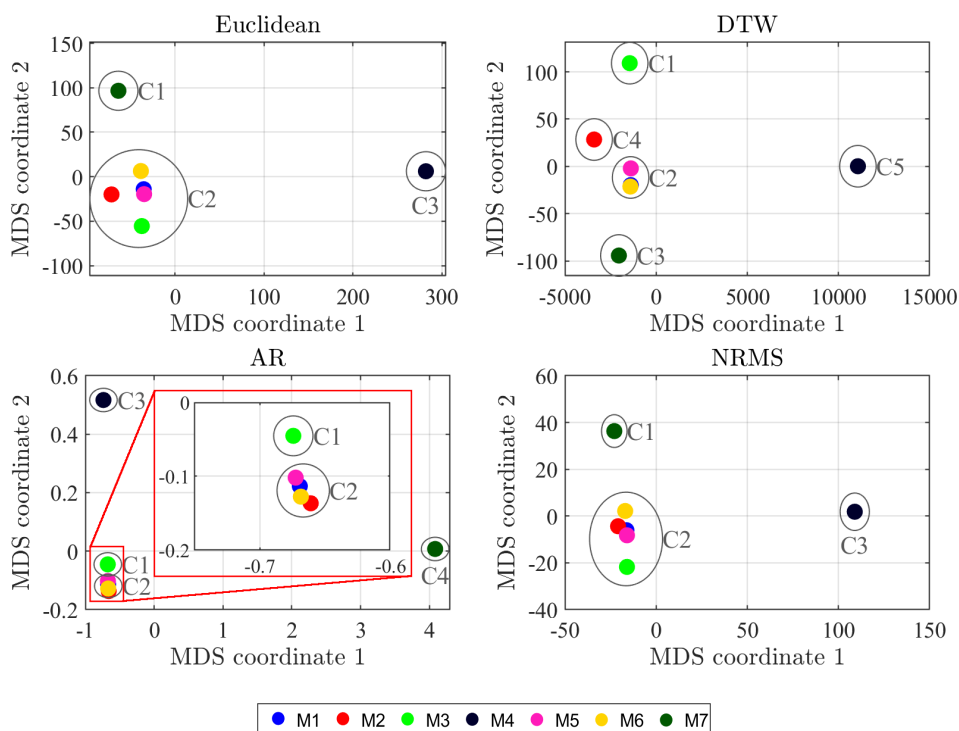 Euclidean
150
100
50
0
-50
-100
0
100
200
300
MDS coordinate 1
MDS coordinate 2
C1
C2
C3
DTW
100
50
0
-50
-100
-5000
0
5000
10000
15000
MDS coordinate 1
MDS coordinate 2
C1
C4
C2
C5
C3
AR
0.6
0.4
0.2
0
-0.2
-1
0
1
2
3
4
MDS coordinate 1
MDS coordinate 2
C3
C1
C2
C4
0
-0.1
-0.2
-0.7
-0.6
C1
C2
NRMS
60
40
20
0
-20
-40
-50
0
50
100
150
MDS coordinate 1
MDS coordinate 2
C1
C2
C3
M1 M2 M3 M4 M5 M6 M7